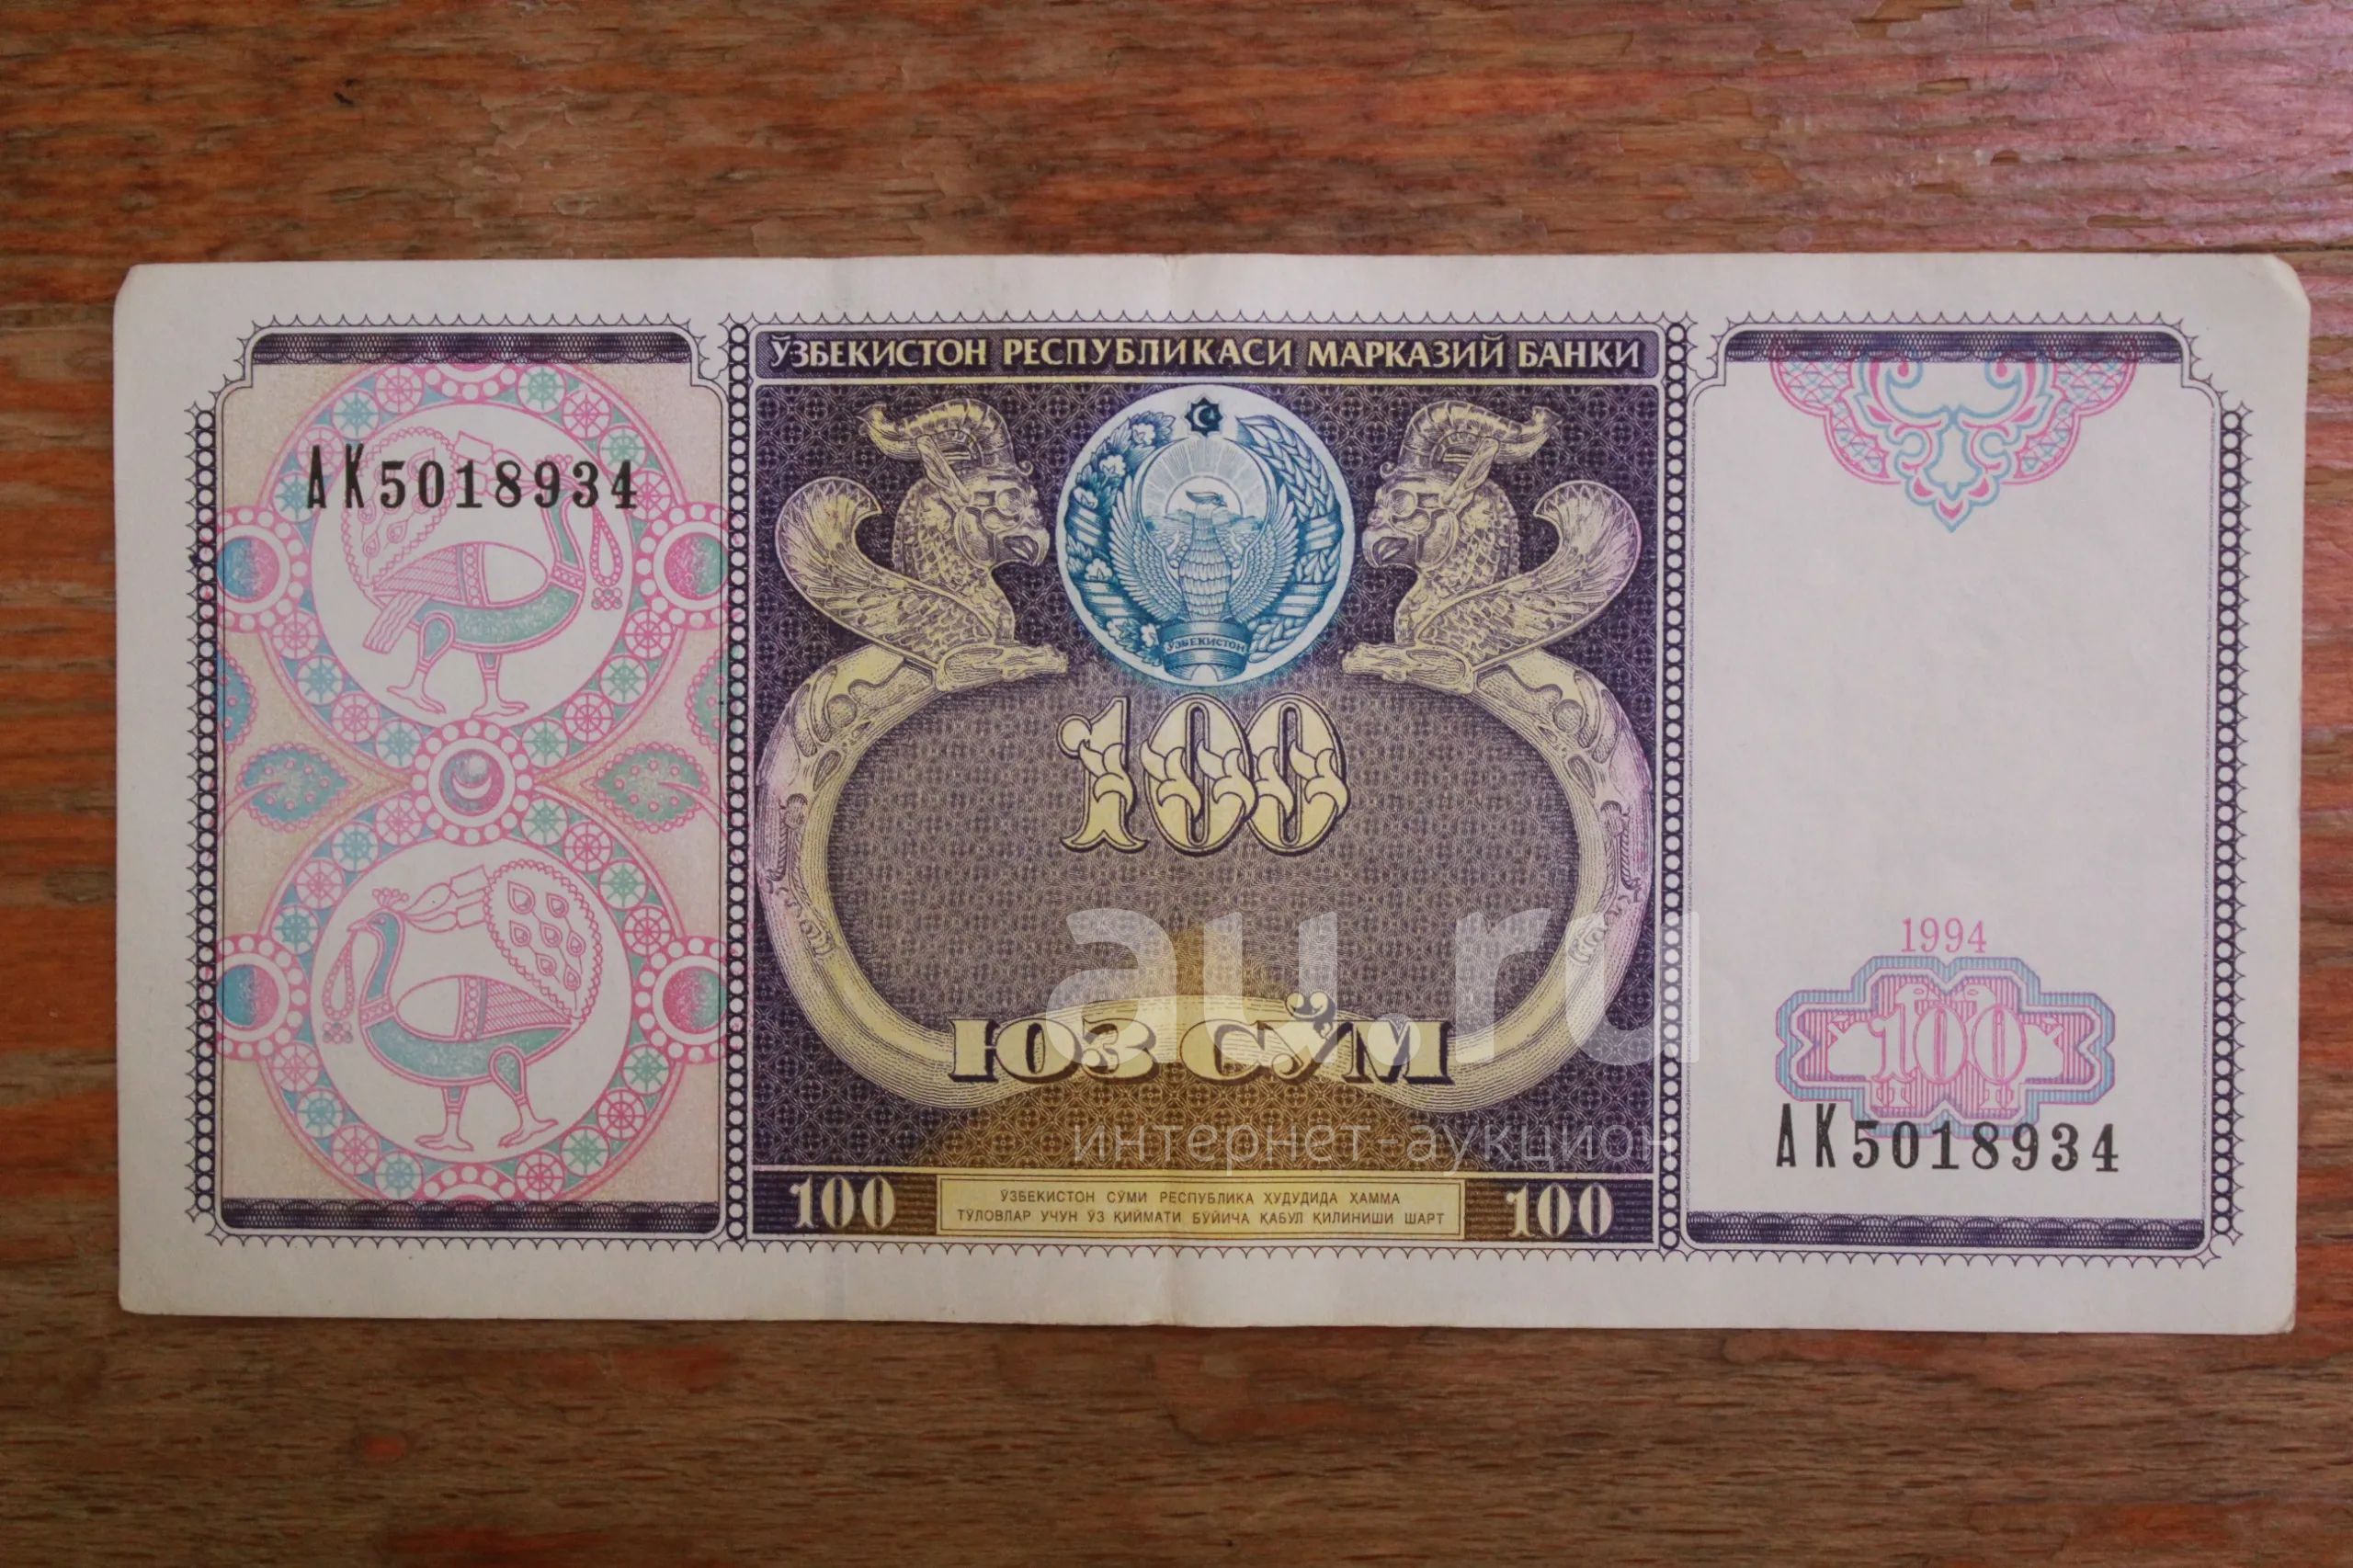 ЎЗБЕКИСТОН РЕСПУБЛИКАСИ МАРКАЗИЙ БАНКИ
АК5018934
ЎЗБЕКИСТОН
100
1994
100
ЮЗ СЎМ
au.ru
интернет-аукцион
АК5018934
100
ЎЗБЕКИСТОН СЎМИ РЕСПУБЛИКА ҲУДУДИДА ҲАММА
ТЎЛОВЛАР УЧУН ЎЗ ҚИЙМАТИ БЎЙИЧА ҚАБУЛ ҚИЛИНИШИ ШАРТ
100